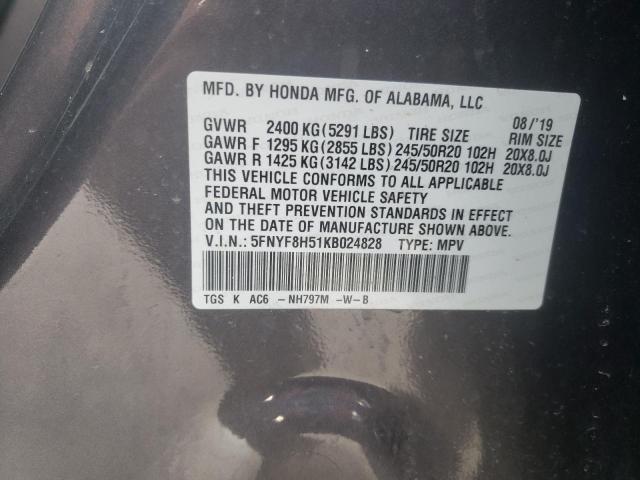 MFD. BY HONDA MFG. OF ALABAMA, LLC 08/'19
GVWR 2400 KG(5291 LBS) TIRE SIZE RIM SIZE
GAWR F 1295 KG(2855 LBS)245/50R20 102H 20X8.0J
GAWR R 1425 KG(3142 LBS)245/50R20 102H 20X8.0J
THIS VEHICLE CONFORMS TO ALL APPLICABLE
FEDERAL MOTOR VEHICLE SAFETY
AND THEFT PREVENTION STANDARDS IN EFFECT
ON THE DATE OF MANUFACTURE SHOWN ABOVE.
V.I.N.: 5FNYF8H51KB024828 TYPE: MPV
TGS K AC6 -NH797M -W-B